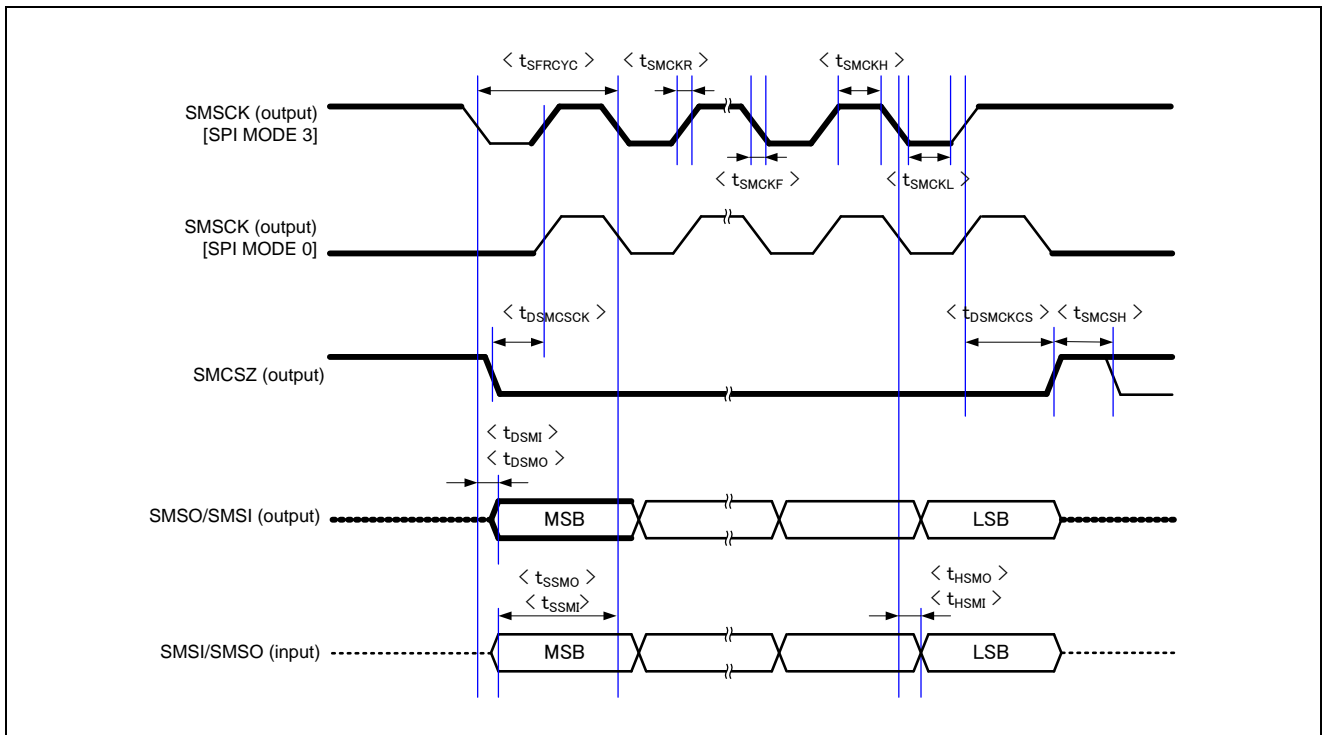 < tSFRCYC > < tSMCKR > < tSMCKH >
SMSCK (output)
[SPI MODE 3]
< tSMCKF > < tSMCKL >
SMSCK (output)
[SPI MODE 0]
< tDSMCSCK > < tDSMCKCS > < tSMCSH >
SMCSZ (output)
< tDSMI >
< tDSMO >
SMSO/SMSI (output) MSB LSB
< tSSMO > < tHSMO >
< tSSMI> < tHSMI >
SMSI/SMSO (input) MSB LSB